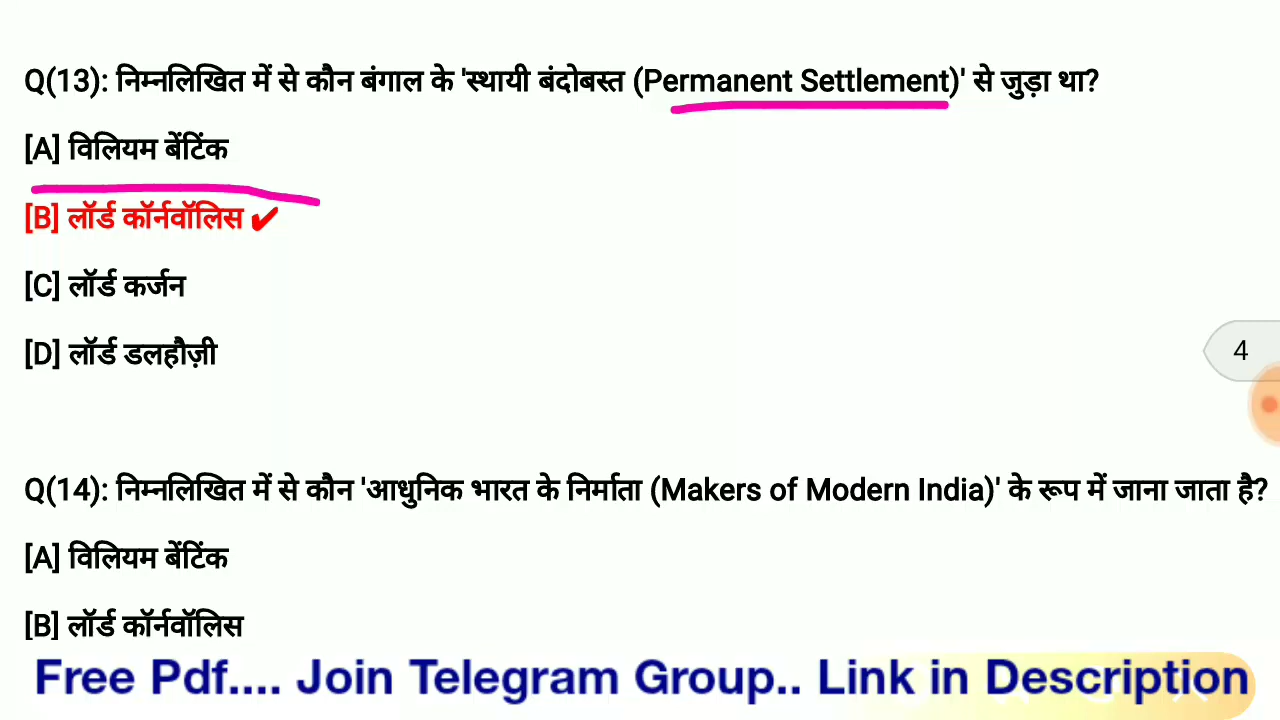 Q(13): निम्नलिखित में से कौन बंगाल के 'स्थायी बंदोबस्त (Permanent Settlement)' से जुड़ा था?
[A] विलियम बेंटिंक
[B] लॉर्ड कॉर्नवॉलिस ✔
[C] लॉर्ड कर्जन
[D] लॉर्ड डलहौज़ी
4
Q(14): निम्नलिखित में से कौन 'आधुनिक भारत के निर्माता (Makers of Modern India)' के रूप में जाना जाता है?
[A] विलियम बेंटिंक
[B] लॉर्ड कॉर्नवॉलिस
Free Pdf.... Join Telegram Group.. Link in Description